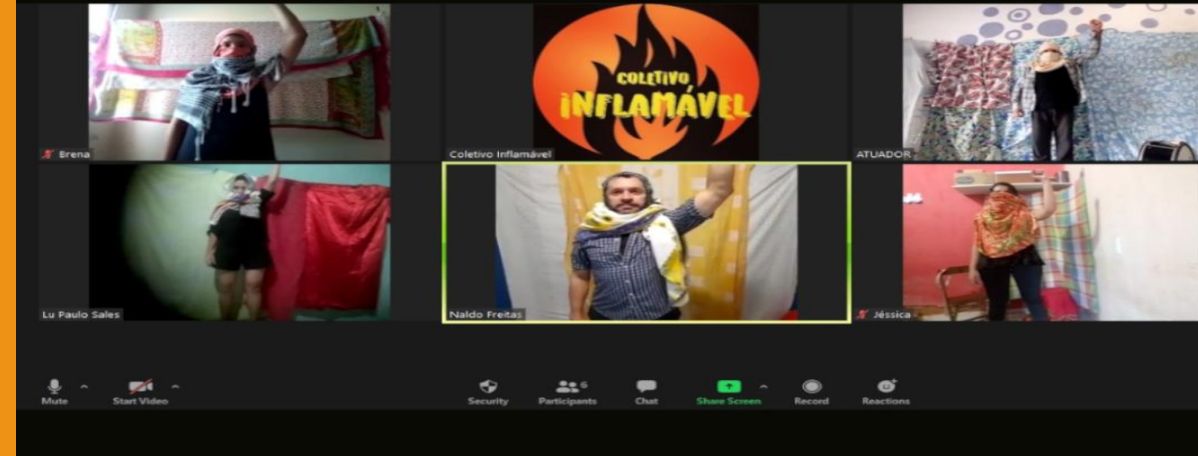 COLETIVO
INFLAMÁVEL
Brena
Coletivo Inflamável
ATUADOR
Lu Paulo Sales
Naldo Freitas
Jéssica
Mute
Start Video
Security
6
Participants
Chat
Share Screen
Record
Reactions